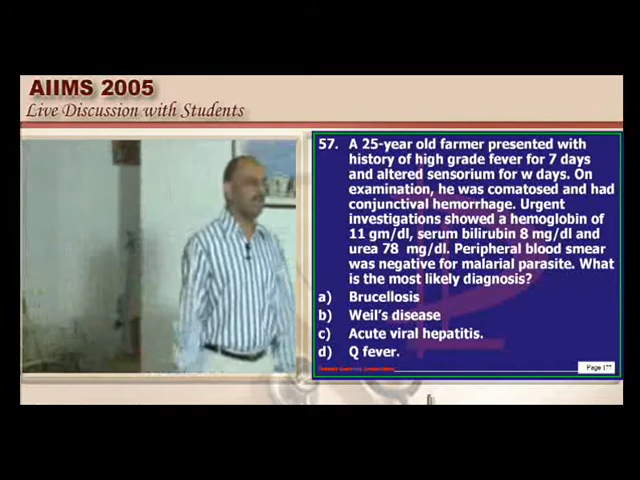 AIIMS 2005
Live Discussion with Students
57. A 25-year old farmer presented with
history of high grade fever for 7 days
and altered sensorium for w days. On
examination, he was comatosed and had
conjunctival hemorrhage. Urgent
investigations showed a hemoglobin of
11 gm/dl, serum bilirubin 8 mg/dl and
urea 78 mg/dl. Peripheral blood smear
was negative for malarial parasite. What
is the most likely diagnosis?
a) Brucellosis
b) Weil's disease
c) Acute viral hepatitis.
d) Q fever.
Page 177